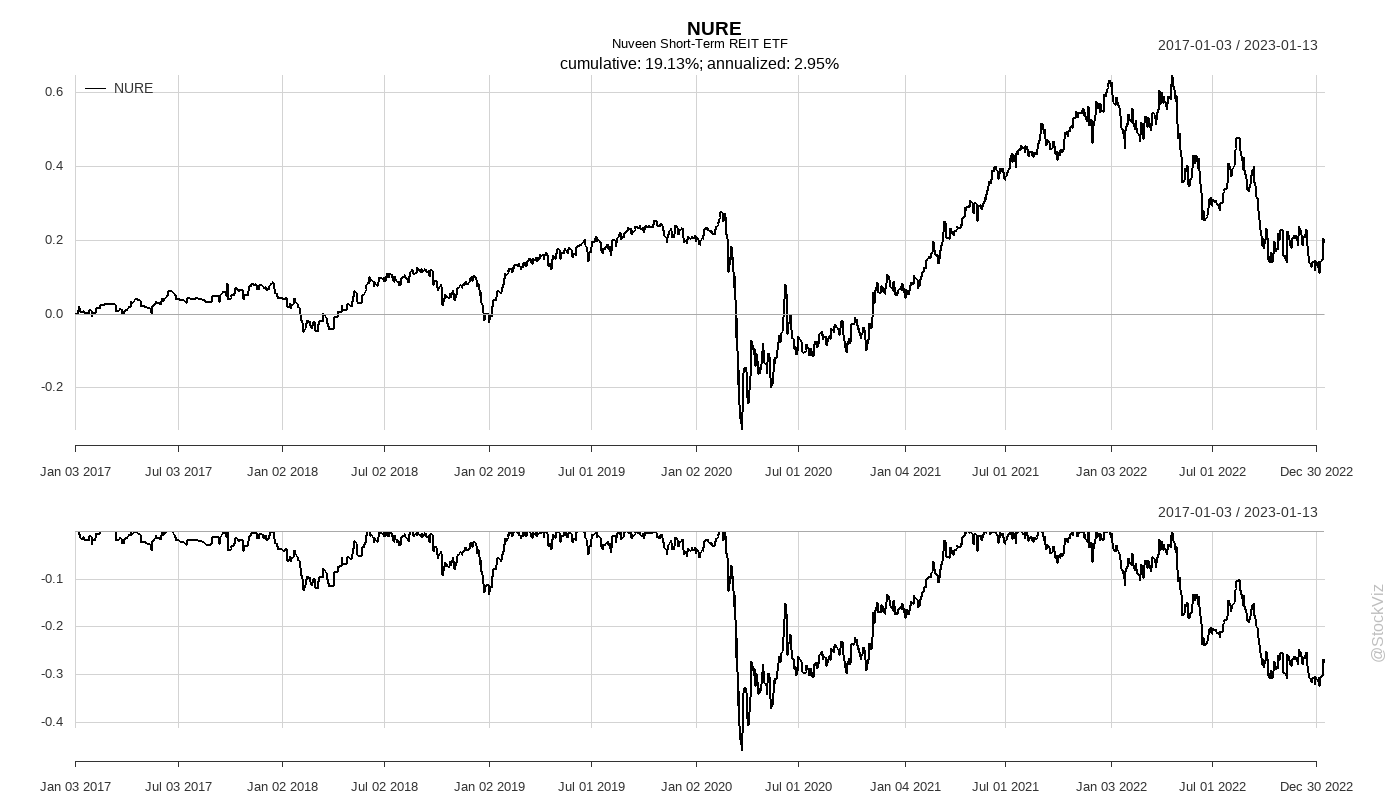 NURE
Nuveen Short-Term REIT ETF
2017-01-03 / 2023-01-13
cumulative: 19.13%; annualized: 2.95%
NURE
0.6
0.4
0.2
0.0
-0.2
Jan 03 2017 Jul 03 2017 Jan 02 2018 Jul 02 2018 Jan 02 2019 Jul 01 2019 Jan 02 2020 Jul 01 2020 Jan 04 2021 Jul 01 2021 Jan 03 2022 Jul 01 2022 Dec 30 2022
2017-01-03 / 2023-01-13
-0.1
-0.2
-0.3
-0.4
@StockViz
Jan 03 2017 Jul 03 2017 Jan 02 2018 Jul 02 2018 Jan 02 2019 Jul 01 2019 Jan 02 2020 Jul 01 2020 Jan 04 2021 Jul 01 2021 Jan 03 2022 Jul 01 2022 Dec 30 2022